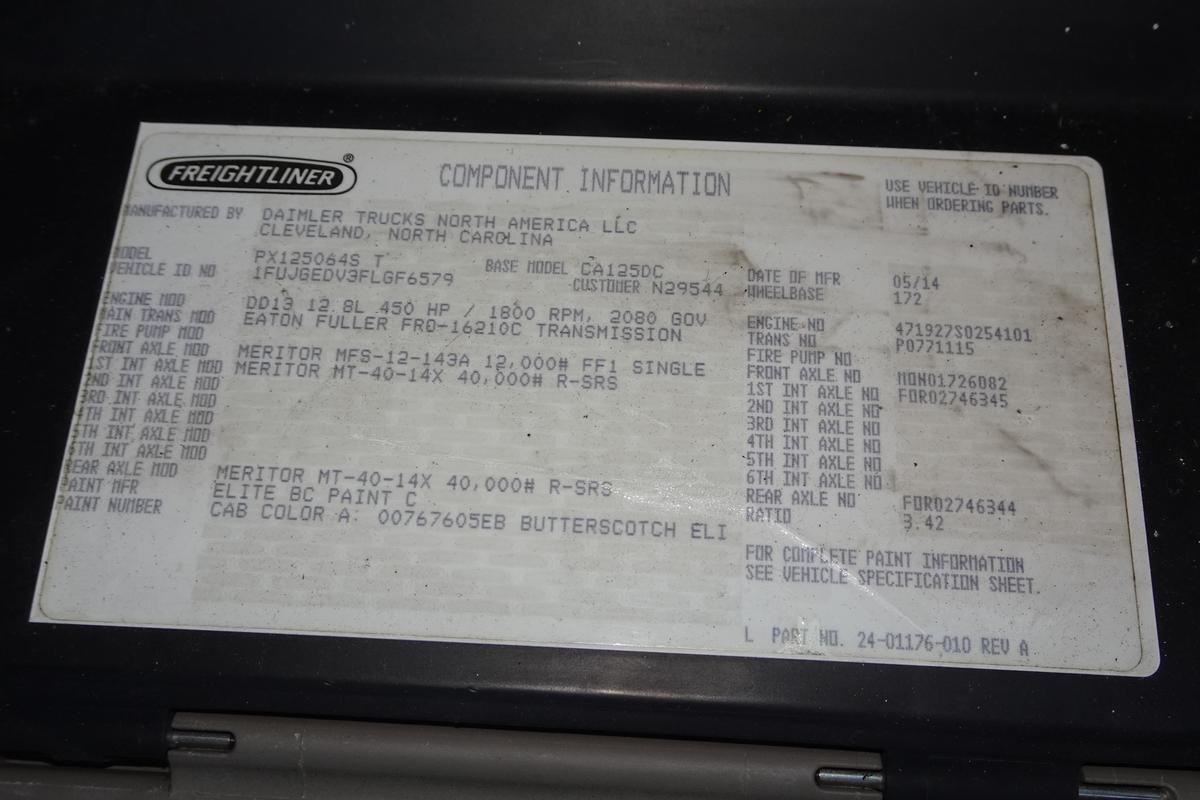 FREIGHTLINER®
COMPONENT INFORMATION
USE VEHICLE ID NUMBER
WHEN ORDERING PARTS.
MANUFACTURED BY DAIMLER TRUCKS NORTH AMERICA LLC
CLEVELAND, NORTH CAROLINA
MODEL PX125064S T BASE MODEL CA125DC DATE OF MFR 05/14
VEHICLE ID NO 1FUJGEDV3FLGF6579 CUSTOMER N29544 WHEELBASE 172
ENGINE MOD DD13 12.8L 450 HP / 1800 RPM, 2080 GOV ENGINE NO 471927S0254101
MAIN TRANS MOD EATON FULLER FRO-16210C TRANSMISSION TRANS NO P0771115
FIRE PUMP MOD FIRE PUMP NO
FRONT AXLE MOD MERITOR MFS-12-143A 12,000# FF1 SINGLE FRONT AXLE NO MON01726082
1ST INT AXLE MOD MERITOR MT-40-14X 40,000# R-SRS 1ST INT AXLE NO FOR02746345
2ND INT AXLE MOD 2ND INT AXLE NO
3RD INT AXLE MOD 3RD INT AXLE NO
4TH INT AXLE MOD 4TH INT AXLE NO
5TH INT AXLE MOD 5TH INT AXLE NO
6TH INT AXLE MOD 6TH INT AXLE NO
REAR AXLE MOD MERITOR MT-40-14X 40,000# R-SRS REAR AXLE NO FOR02746344
PAINT MFR ELITE BC PAINT C RATIO 3.42
PAINT NUMBER CAB COLOR A: 00767605EB BUTTERSCOTCH ELI
FOR COMPLETE PAINT INFORMATION
SEE VEHICLE SPECIFICATION SHEET.
L PART NO. 24-01176-010 REV A